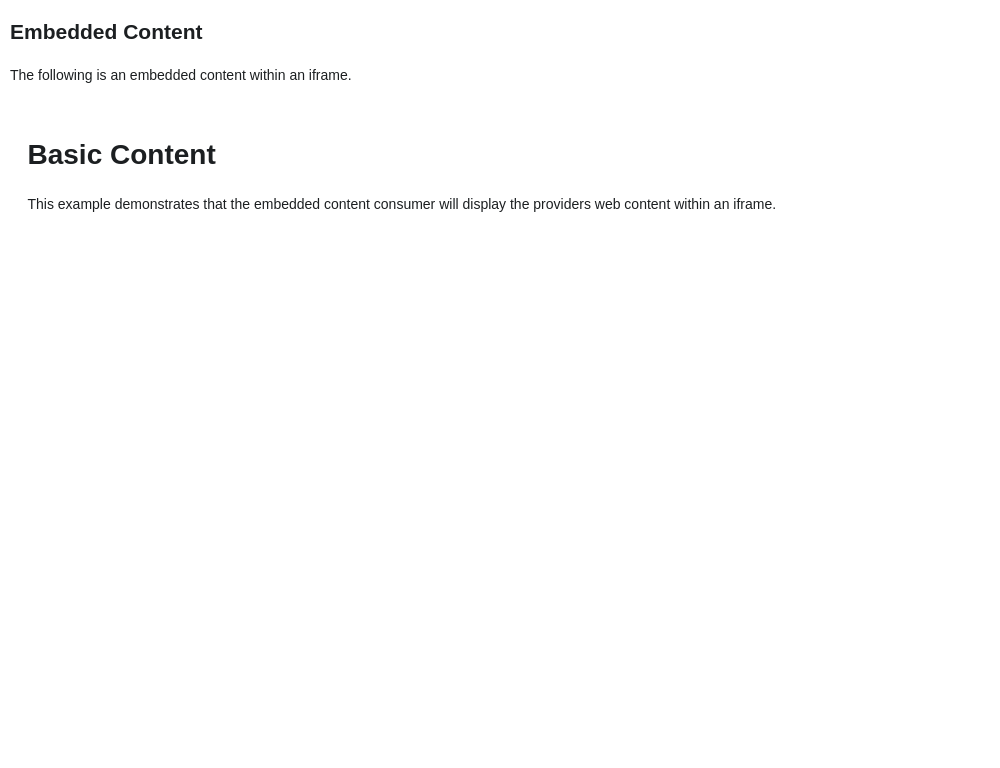 Embedded Content
The following is an embedded content within an iframe.
Basic Content
This example demonstrates that the embedded content consumer will display the providers web content within an iframe.